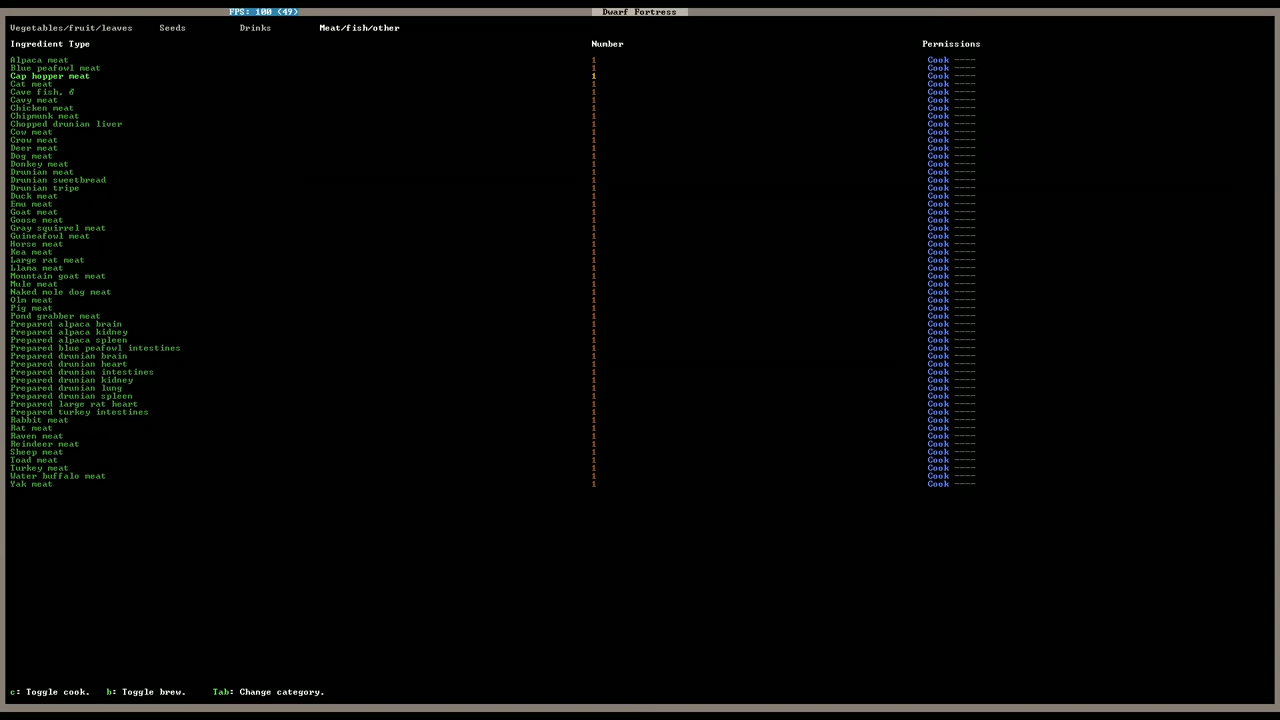 FPS: 100 (49) Dwarf Fortress
Vegetables/fruit/leaves Seeds Drinks Meat/fish/other
Ingredient Type Number Permissions
Alpaca meat 1 Cook ----
Blue peafowl meat 1 Cook ----
Cap hopper meat 1 Cook ----
Cat meat 1 Cook ----
Cave fish, ♂ 1 Cook ----
Cavy meat 1 Cook ----
Chicken meat 1 Cook ----
Chipmunk meat 1 Cook ----
Chopped drunian liver 1 Cook ----
Cow meat 1 Cook ----
Crow meat 1 Cook ----
Deer meat 1 Cook ----
Dog meat 1 Cook ----
Donkey meat 1 Cook ----
Drunian meat 1 Cook ----
Drunian sweetbread 1 Cook ----
Drunian tripe 1 Cook ----
Duck meat 1 Cook ----
Emu meat 1 Cook ----
Goat meat 1 Cook ----
Goose meat 1 Cook ----
Gray squirrel meat 1 Cook ----
Guineafowl meat 1 Cook ----
Horse meat 1 Cook ----
Kea meat 1 Cook ----
Large rat meat 1 Cook ----
Llama meat 1 Cook ----
Mountain goat meat 1 Cook ----
Mule meat 1 Cook ----
Naked mole dog meat 1 Cook ----
Olm meat 1 Cook ----
Pig meat 1 Cook ----
Pond grabber meat 1 Cook ----
Prepared alpaca brain 1 Cook ----
Prepared alpaca kidney 1 Cook ----
Prepared alpaca spleen 1 Cook ----
Prepared blue peafowl intestines 1 Cook ----
Prepared drunian brain 1 Cook ----
Prepared drunian heart 1 Cook ----
Prepared drunian intestines 1 Cook ----
Prepared drunian kidney 1 Cook ----
Prepared drunian lung 1 Cook ----
Prepared drunian spleen 1 Cook ----
Prepared large rat heart 1 Cook ----
Prepared turkey intestines 1 Cook ----
Rabbit meat 1 Cook ----
Rat meat 1 Cook ----
Raven meat 1 Cook ----
Reindeer meat 1 Cook ----
Sheep meat 1 Cook ----
Toad meat 1 Cook ----
Turkey meat 1 Cook ----
Water buffalo meat 1 Cook ----
Yak meat 1 Cook ----
c: Toggle cook. b: Toggle brew. Tab: Change category.